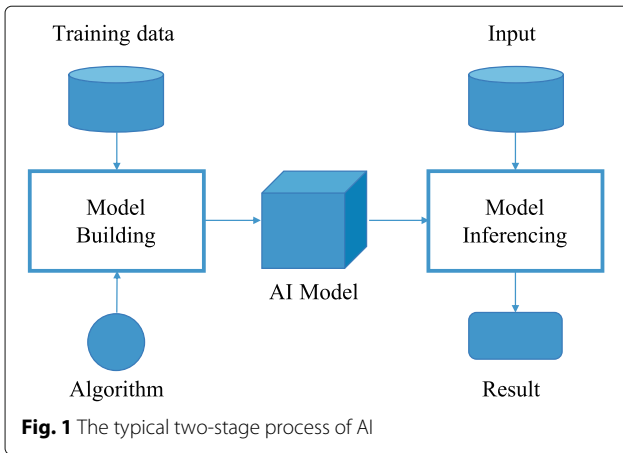 Training data
Input
Model
Building
AI Model
Model
Inferencing
Algorithm
Result
Fig. 1 The typical two-stage process of AI